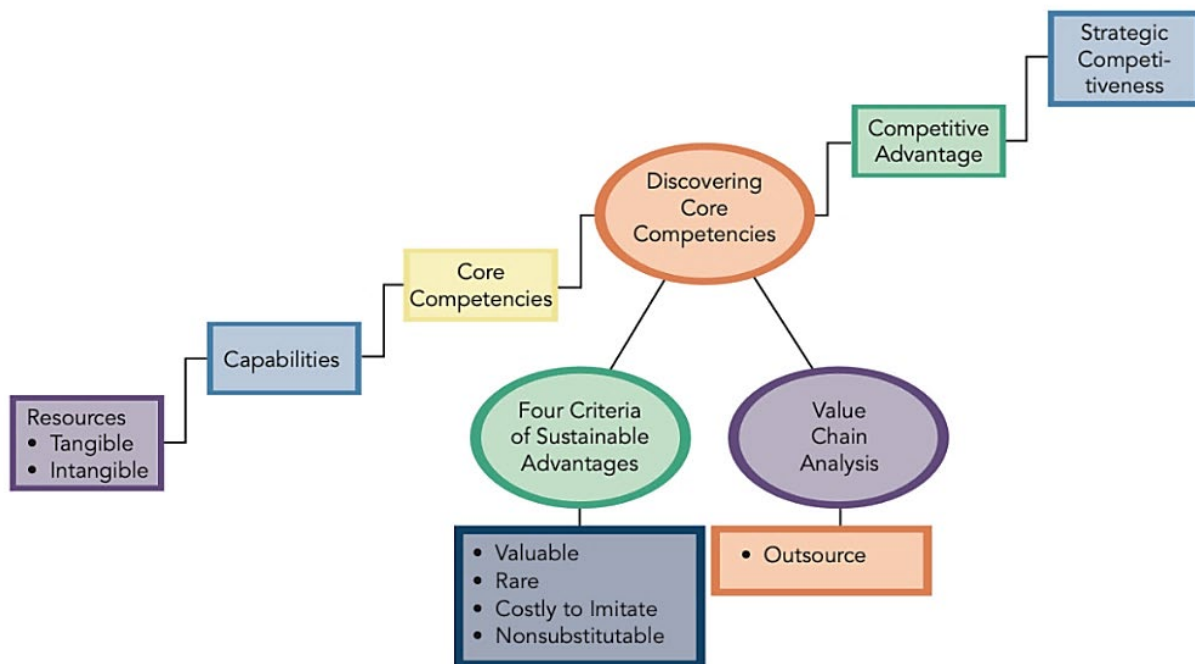 Strategic
Competi-
tiveness
Competitive
Advantage
Discovering
Core
Competencies
Core
Competencies
Capabilities
Resources
• Tangible
• Intangible
Four Criteria
of Sustainable
Advantages
Value
Chain
Analysis
• Valuable
• Rare
• Costly to Imitate
• Nonsubstitutable
• Outsource